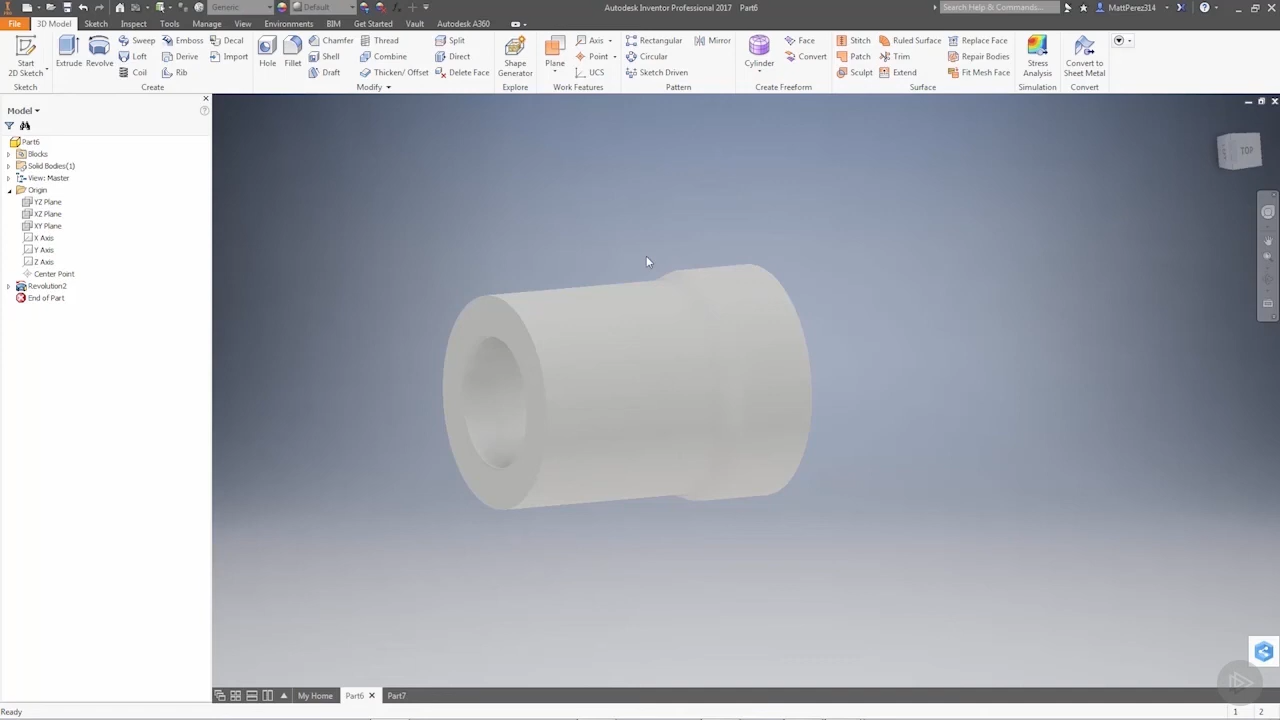 Generic
Default
Autodesk Inventor Professional 2017 Part6
Search Help & Commands...
MattPerez314
File
3D Model
Sketch
Inspect
Tools
Manage
View
Environments
BIM
Get Started
Vault
Autodesk A360
Start
2D Sketch
Sketch
Extrude
Revolve
Sweep
Loft
Coil
Emboss
Derive
Rib
Decal
Import
Create
Hole
Fillet
Chamfer
Shell
Draft
Thread
Combine
Thicken/ Offset
Split
Direct
Delete Face
Modify
Shape
Generator
Explore
Plane
Axis
Point
UCS
Work Features
Rectangular
Circular
Sketch Driven
Mirror
Pattern
Cylinder
Face
Convert
Create Freeform
Stitch
Patch
Sculpt
Ruled Surface
Trim
Extend
Replace Face
Repair Bodies
Fit Mesh Face
Surface
Stress
Analysis
Simulation
Convert to
Sheet Metal
Convert
Model
Part6
Blocks
Solid Bodies(1)
View: Master
Origin
YZ Plane
XZ Plane
XY Plane
X Axis
Y Axis
Z Axis
Center Point
Revolution2
End of Part
TOP
My Home
Part6
Part7
Ready
1
2